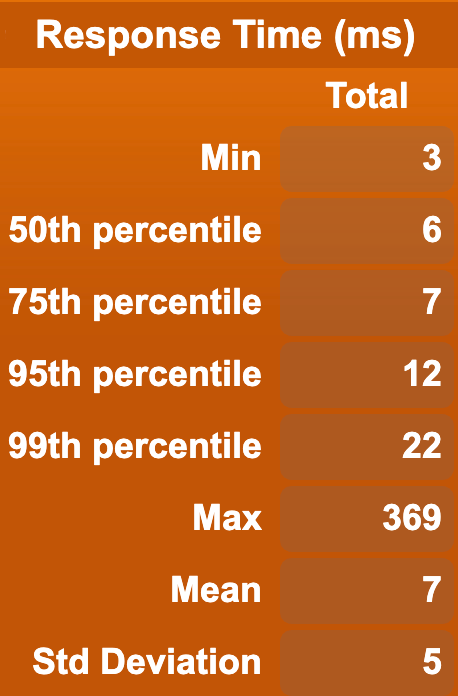 Response Time (ms)
Total
Min 3
50th percentile 6
75th percentile 7
95th percentile 12
99th percentile 22
Max 369
Mean 7
Std Deviation 5